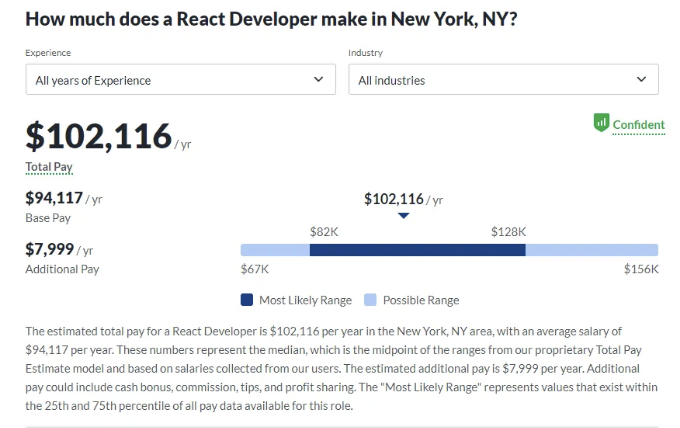 How much does a React Developer make in New York, NY?
Experience
Industry
All years of Experience
All industries
$102,116 / yr
Confident
Total Pay
$94,117 / yr
Base Pay
$102,116 / yr
$82K
$128K
$7,999 / yr
Additional Pay
$67K
$156K
Most Likely Range
Possible Range
The estimated total pay for a React Developer is $102,116 per year in the New York, NY area, with an average salary of
$94,117 per year. These numbers represent the median, which is the midpoint of the ranges from our proprietary Total Pay
Estimate model and based on salaries collected from our users. The estimated additional pay is $7,999 per year. Additional
pay could include cash bonus, commission, tips, and profit sharing. The "Most Likely Range" represents values that exist within
the 25th and 75th percentile of all pay data available for this role.